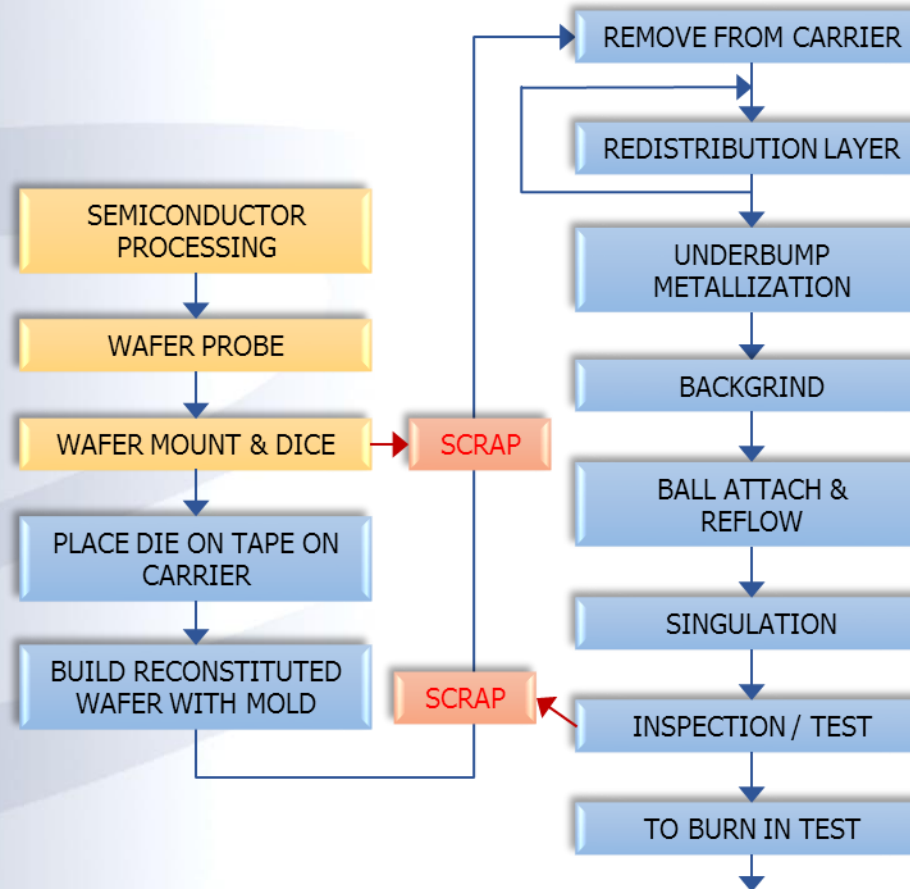 SEMICONDUCTOR
PROCESSING
WAFER PROBE
WAFER MOUNT & DICE
SCRAP
PLACE DIE ON TAPE ON
CARRIER
BUILD RECONSTITUTED
WAFER WITH MOLD
REMOVE FROM CARRIER
REDISTRIBUTION LAYER
UNDERBUMP
METALLIZATION
BACKGRIND
BALL ATTACH &
REFLOW
SINGULATION
INSPECTION / TEST
SCRAP
TO BURN IN TEST